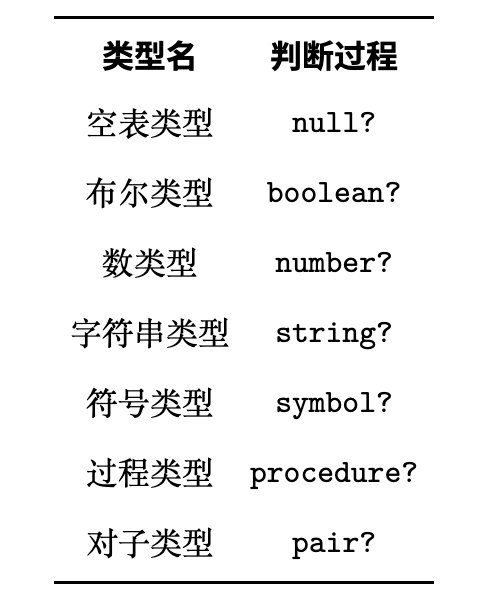 类型名 判断过程
空表类型 null?
布尔类型 boolean?
数类型 number?
字符串类型 string?
符号类型 symbol?
过程类型 procedure?
对子类型 pair?